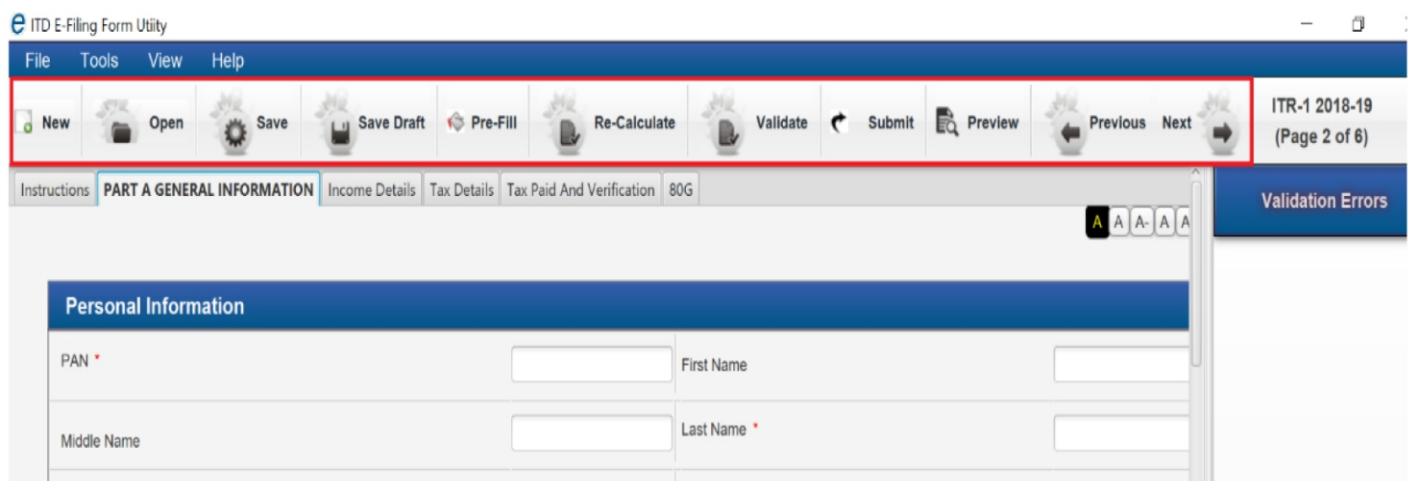 e ITD E-Filing Form Utiity
File Tools View Help
New Open Save Save Draft Pre-Fill Re-Calculate Validate Submit Preview Previous Next
ITR-1 2018-19
(Page 2 of 6)
Instructions PART A GENERAL INFORMATION Income Details Tax Details Tax Paid And Verification 80G
Validation Errors
A A A- A A
Personal Information
PAN * First Name
Middle Name Last Name *